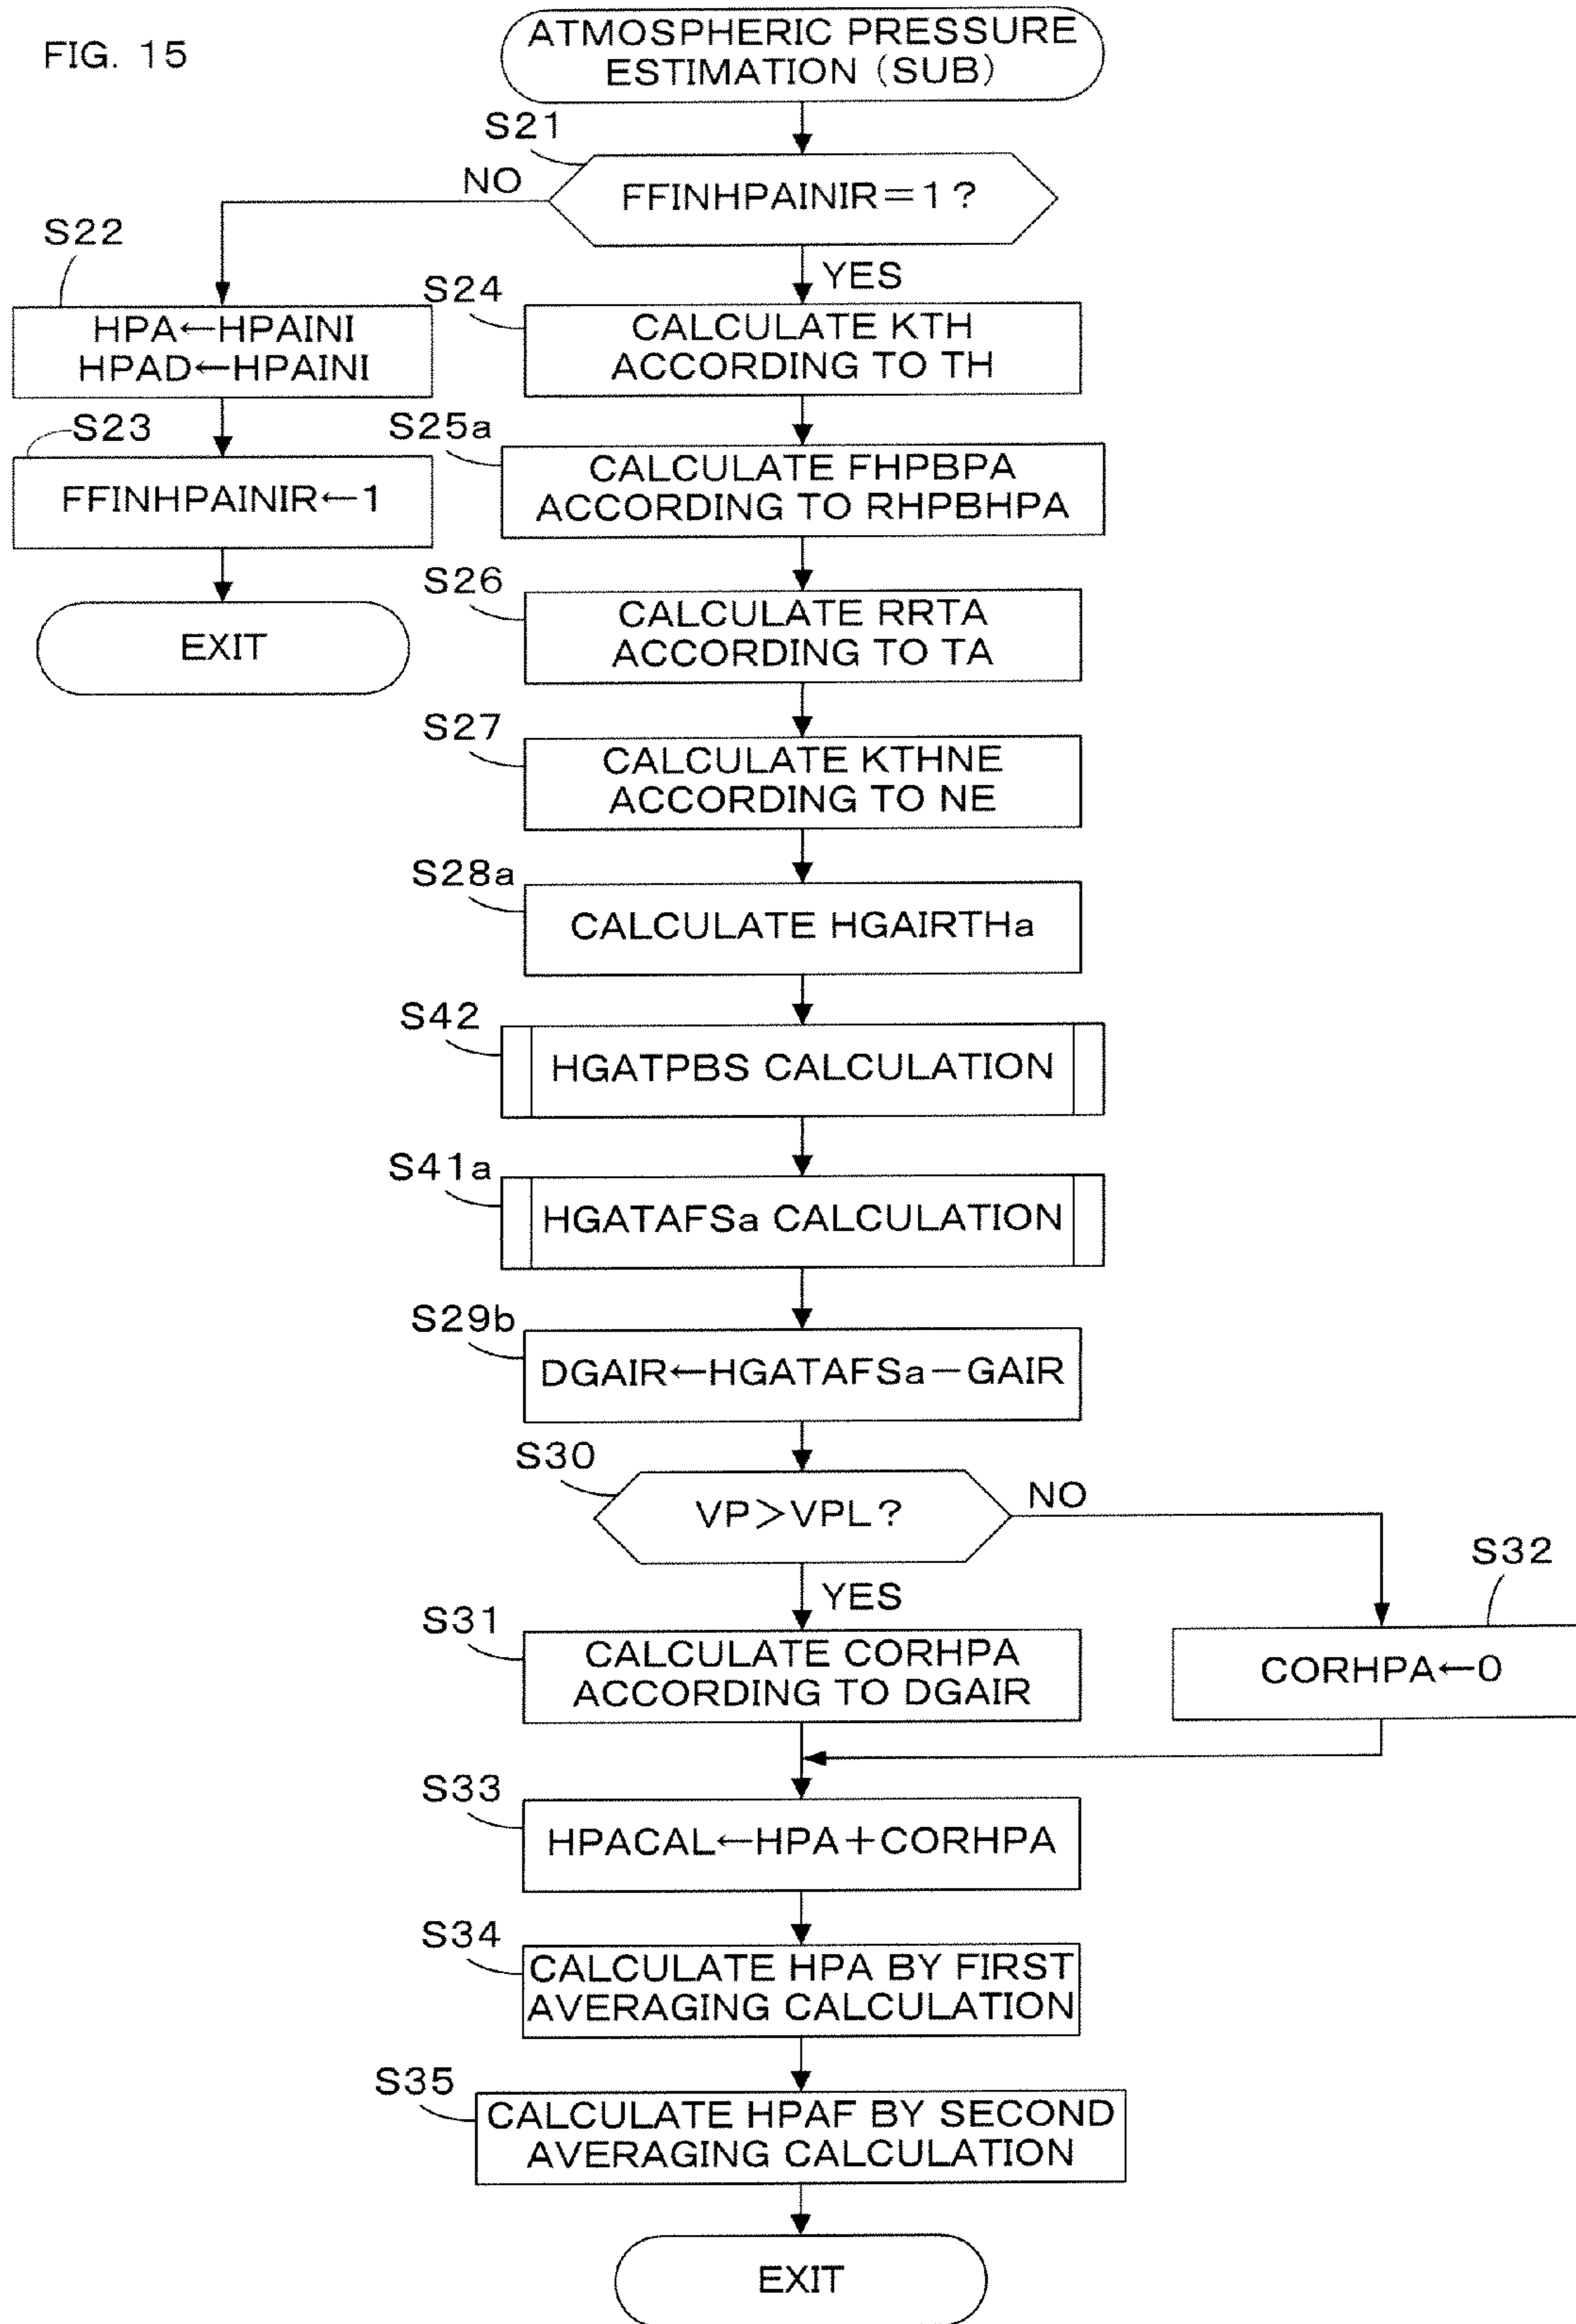 FIG. 15
ATMOSPHERIC PRESSURE
ESTIMATION (SUB)
S21
FFINHPAINIR=1?
NO
YES
S22
HPA←HPAINI
HPAD←HPAINI
S23
FFINHPAINIR←1
EXIT
S24
CALCULATE KTH
ACCORDING TO TH
S25a
CALCULATE FHPBPA
ACCORDING TO RHPBHPA
S26
CALCULATE RRTA
ACCORDING TO TA
S27
CALCULATE KTHNE
ACCORDING TO NE
S28a
CALCULATE HGAIRTHa
S42
HGATPBS CALCULATION
S41a
HGATAFSa CALCULATION
S29b
DGAIR←HGATAFSa−GAIR
S30
VP>VPL?
NO
YES
S31
CALCULATE CORHPA
ACCORDING TO DGAIR
S32
CORHPA←0
S33
HPACAL←HPA+CORHPA
S34
CALCULATE HPA BY FIRST
AVERAGING CALCULATION
S35
CALCULATE HPAF BY SECOND
AVERAGING CALCULATION
EXIT